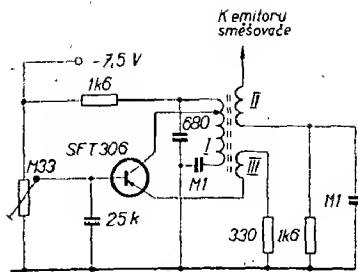 K emitoru
směšovače
-7,5 V
1k6
II
680
SFT306
I
III
M33
M1
25k
330
1k6
M1